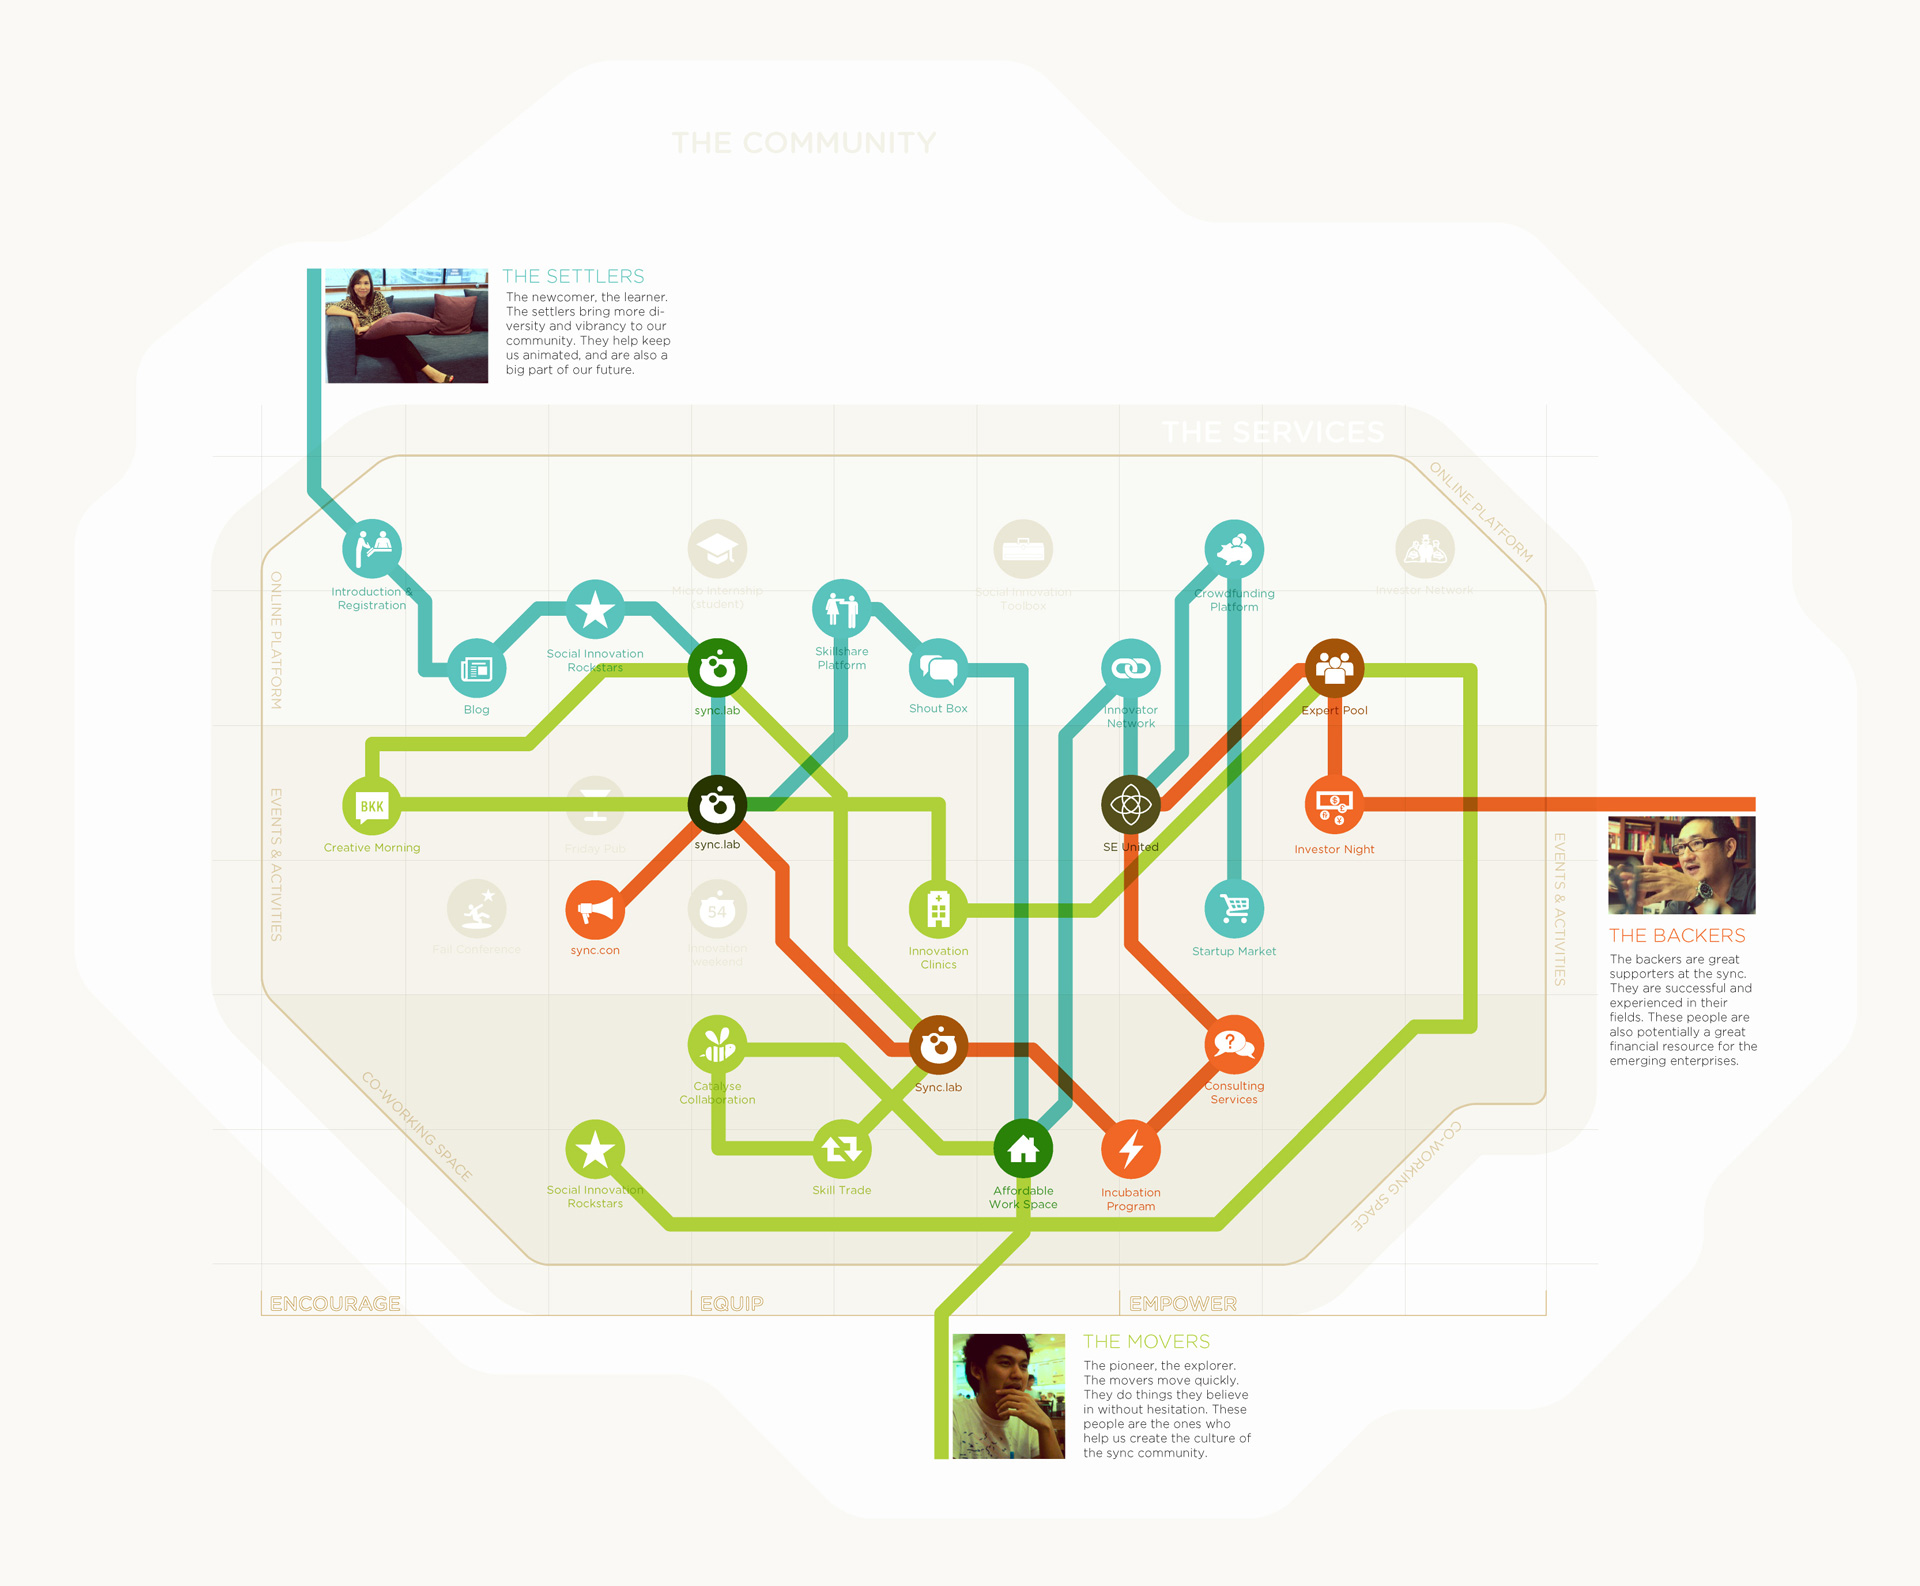 THE COMMUNITY
THE SETTLERS
The newcomer, the learner.
The settlers bring more di-
versity and vibrancy to our
community. They help keep
us animated, and are also a
big part of our future.
THE SERVICES
ONLINE PLATFORM
ONLINE PLATFORM
Introduction &
Registration
Micro Internship
(student)
Social Innovation
Toolbox
Crowdfunding
Platform
Investor Network
Social Innovation
Rockstars
Skillshare
Platform
Blog
sync.lab
Shout Box
Innovator
Network
Expert Pool
EVENTS & ACTIVITIES
EVENTS & ACTIVITIES
BKK
Creative Morning
Friday Pub
sync.lab
SE United
Investor Night
Fail Conference
sync.con
54
Innovation
weekend
Innovation
Clinics
Startup Market
THE BACKERS
The backers are great
supporters at the sync.
They are successful and
experienced in their
fields. These people are
also potentially a great
financial resource for the
emerging enterprises.
CO-WORKING SPACE
CO-WORKING SPACE
Catalyse
Collaboration
Sync.lab
?
Consulting
Services
Social Innovation
Rockstars
Skill Trade
Affordable
Work Space
Incubation
Program
ENCOURAGE
EQUIP
EMPOWER
THE MOVERS
The pioneer, the explorer.
The movers move quickly.
They do things they believe
in without hesitation. These
people are the ones who
help us create the culture of
the sync community.